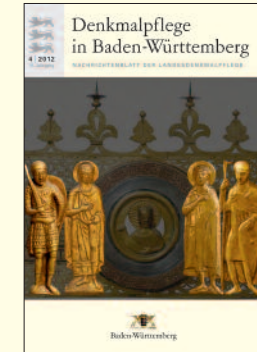 Denkmalpflege
in Baden-Württemberg
4 | 2012
NACHRICHTENBLATT DER LANDESDENKMALPFLEGE
Baden-Württemberg